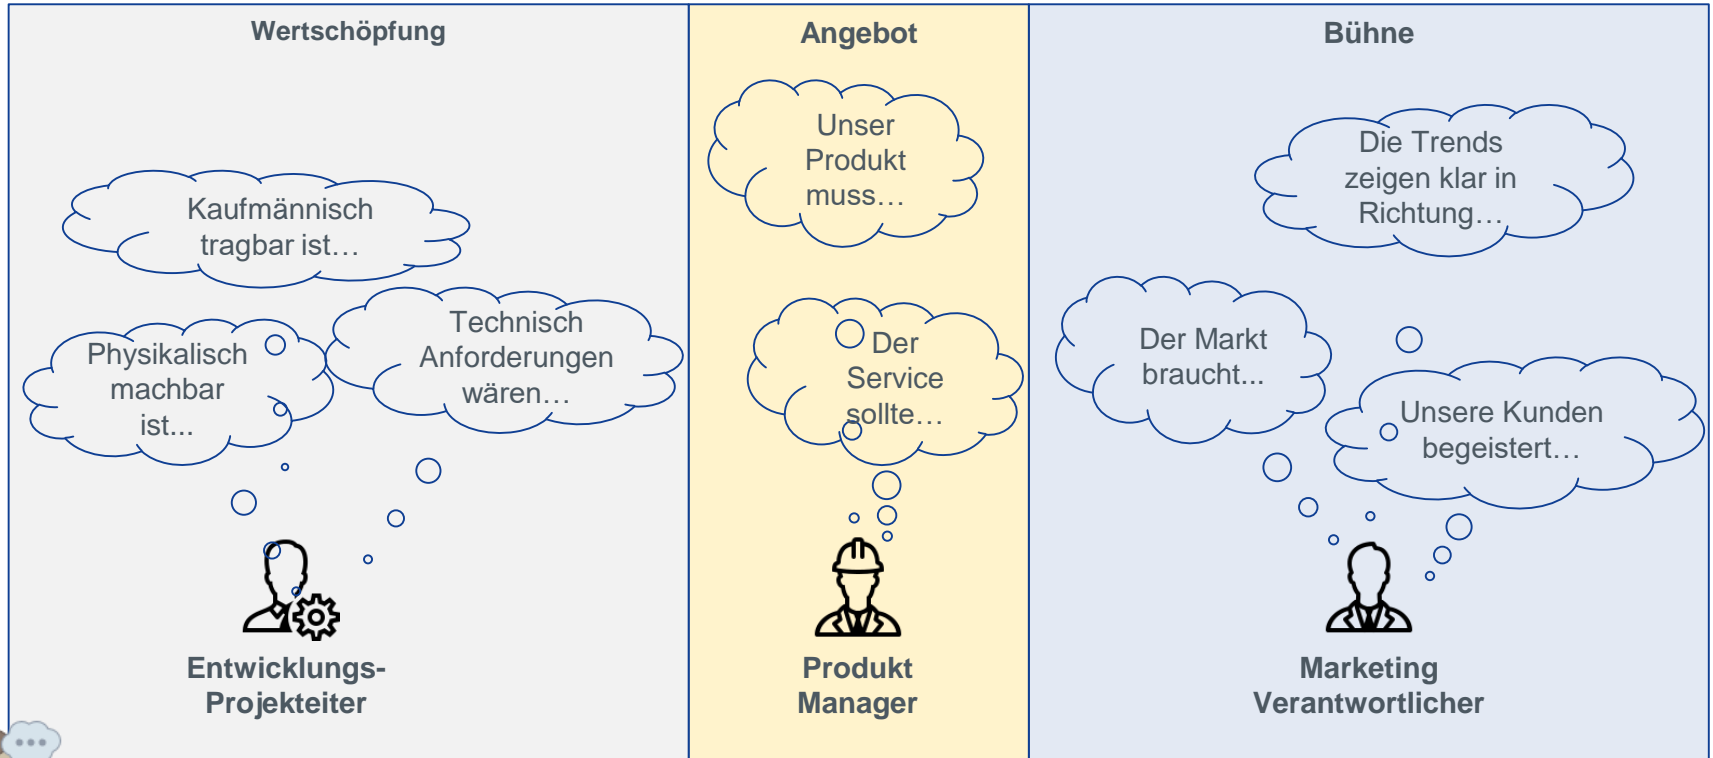 Wertschöpfung
Kaufmännisch
tragbar ist…
Physikalisch
machbar
ist...
Technisch
Anforderungen
wären…
Entwicklungs-
Projekteiter
Angebot
Unser
Produkt
muss…
Der
Service
sollte…
Produkt
Manager
Bühne
Die Trends
zeigen klar in
Richtung…
Der Markt
braucht...
Unsere Kunden
begeistert…
Marketing
Verantwortlicher